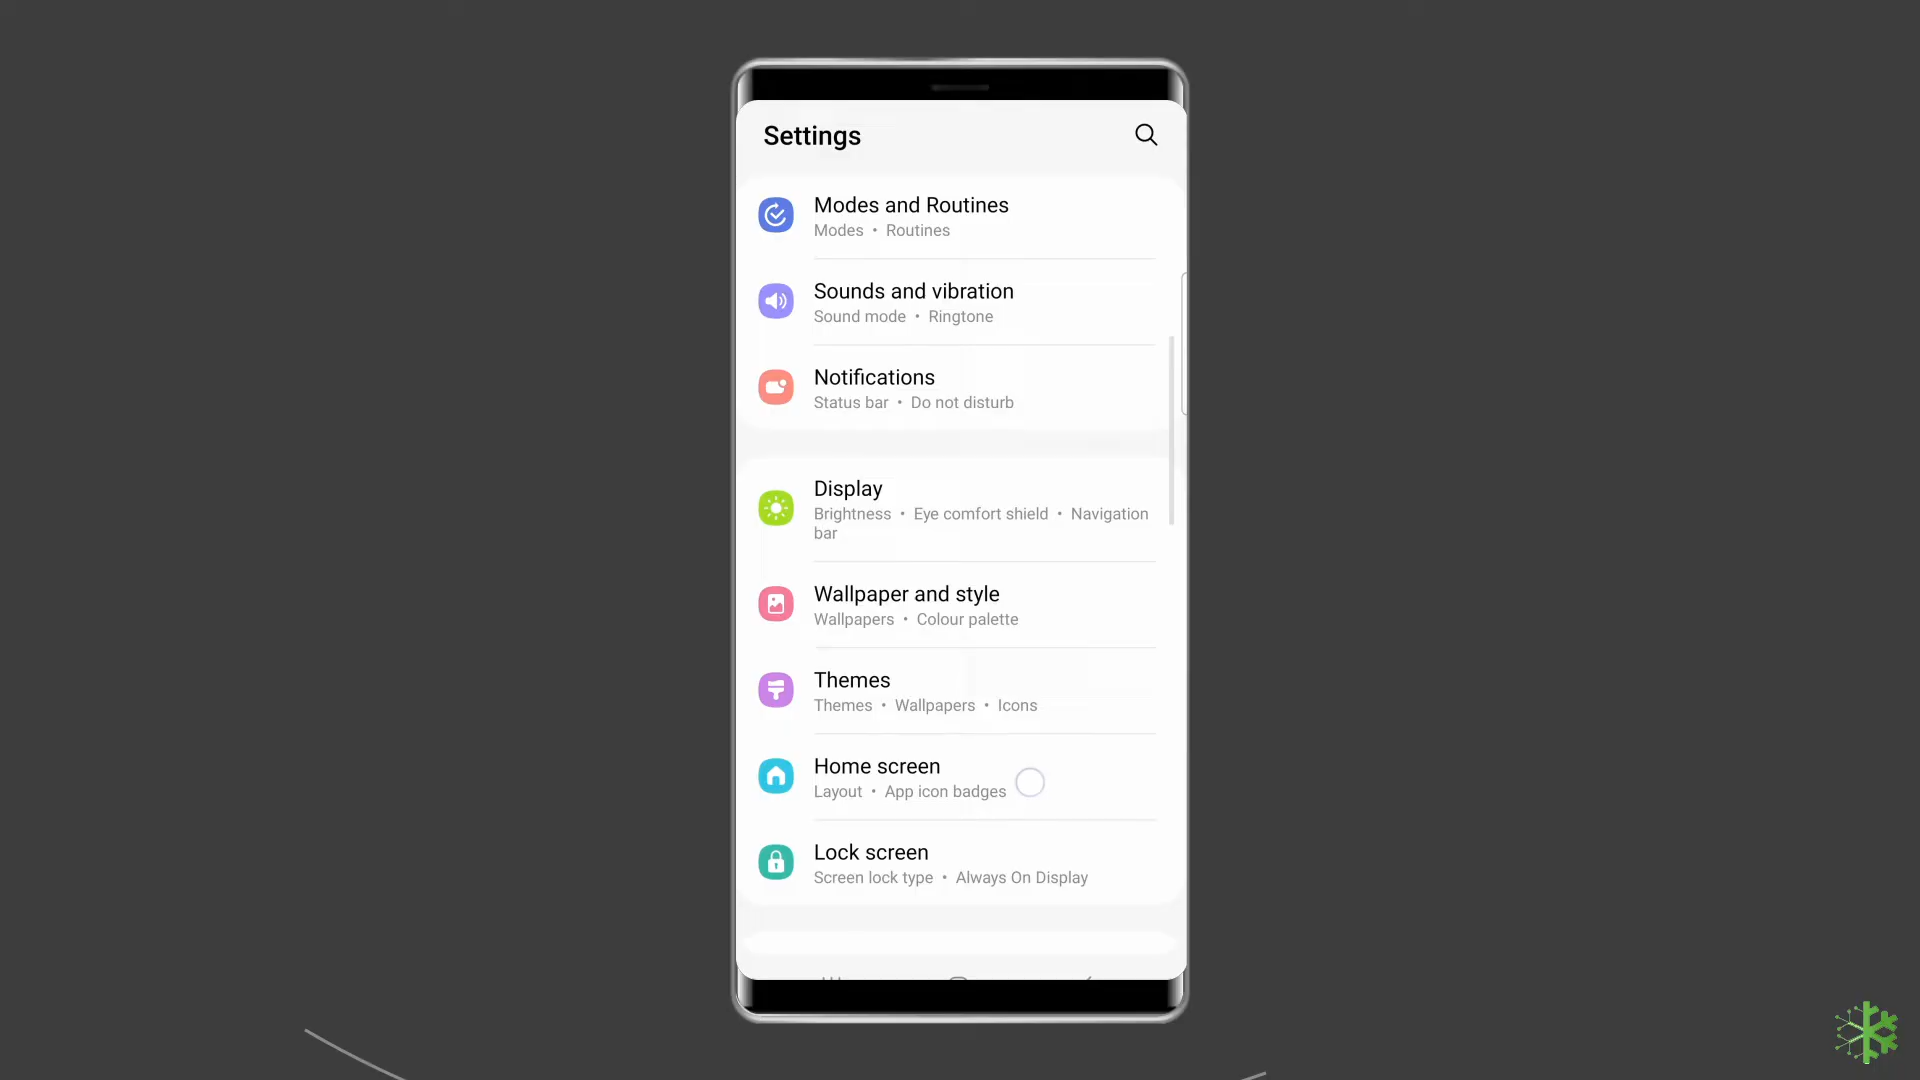 Settings
Modes and Routines
Modes • Routines
Sounds and vibration
Sound mode • Ringtone
Notifications
Status bar • Do not disturb
Display
Brightness • Eye comfort shield • Navigation
bar
Wallpaper and style
Wallpapers • Colour palette
Themes
Themes • Wallpapers • Icons
Home screen
Layout • App icon badges
Lock screen
Screen lock type • Always On Display